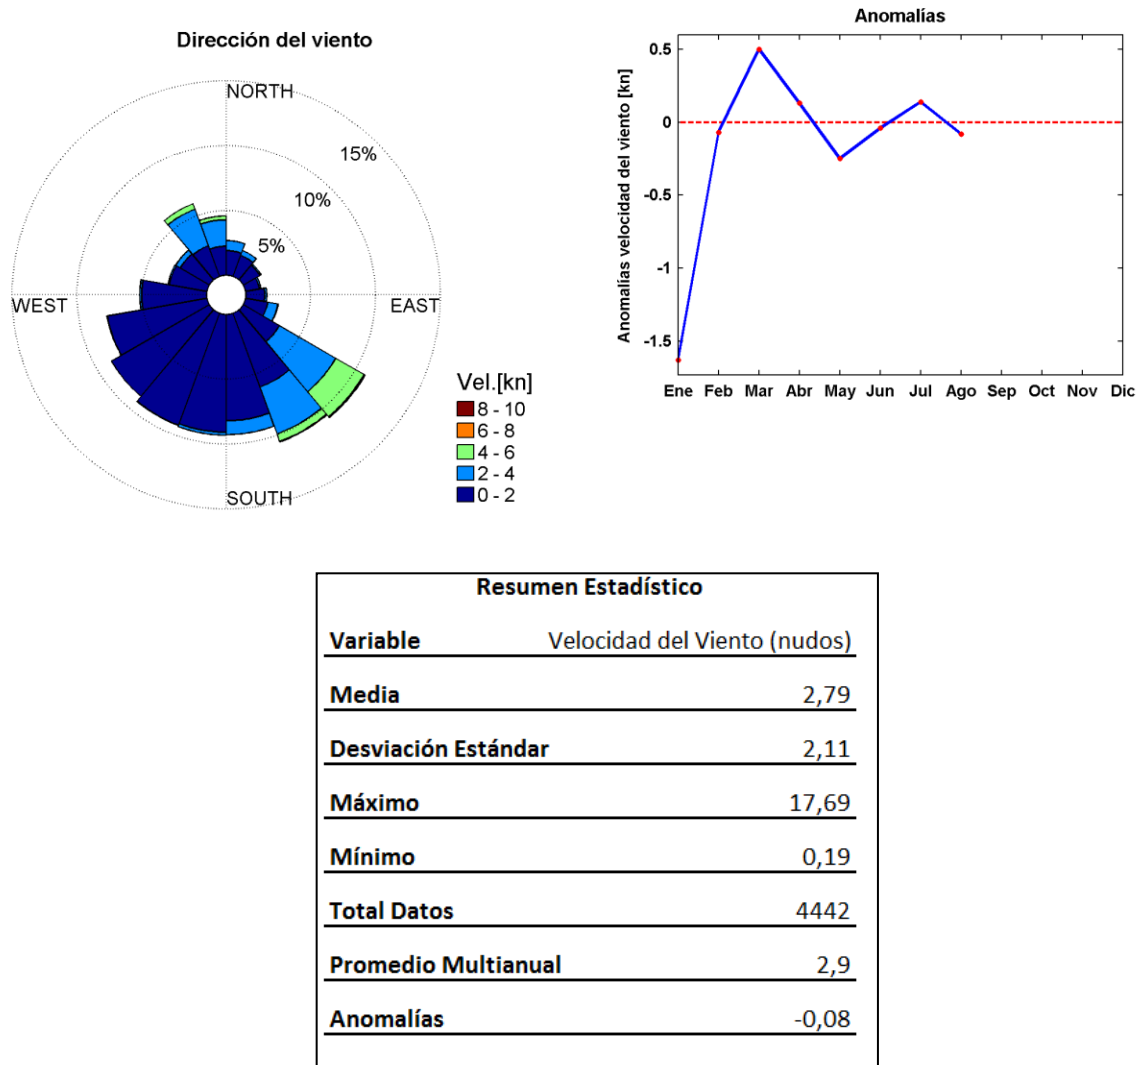 Dirección del viento
NORTH
15%
10%
5%
WEST
EAST
SOUTH
Vel.[kn]
8 - 10
6 - 8
4 - 6
2 - 4
0 - 2
Anomalías
Anomalias velocidad del viento [kn]
0.5
0
-0.5
-1
-1.5
Ene Feb Mar Abr May Jun Jul Ago Sep Oct Nov Dic
Resumen Estadístico
Variable Velocidad del Viento (nudos)
Media 2,79
Desviación Estándar 2,11
Máximo 17,69
Mínimo 0,19
Total Datos 4442
Promedio Multianual 2,9
Anomalías -0,08